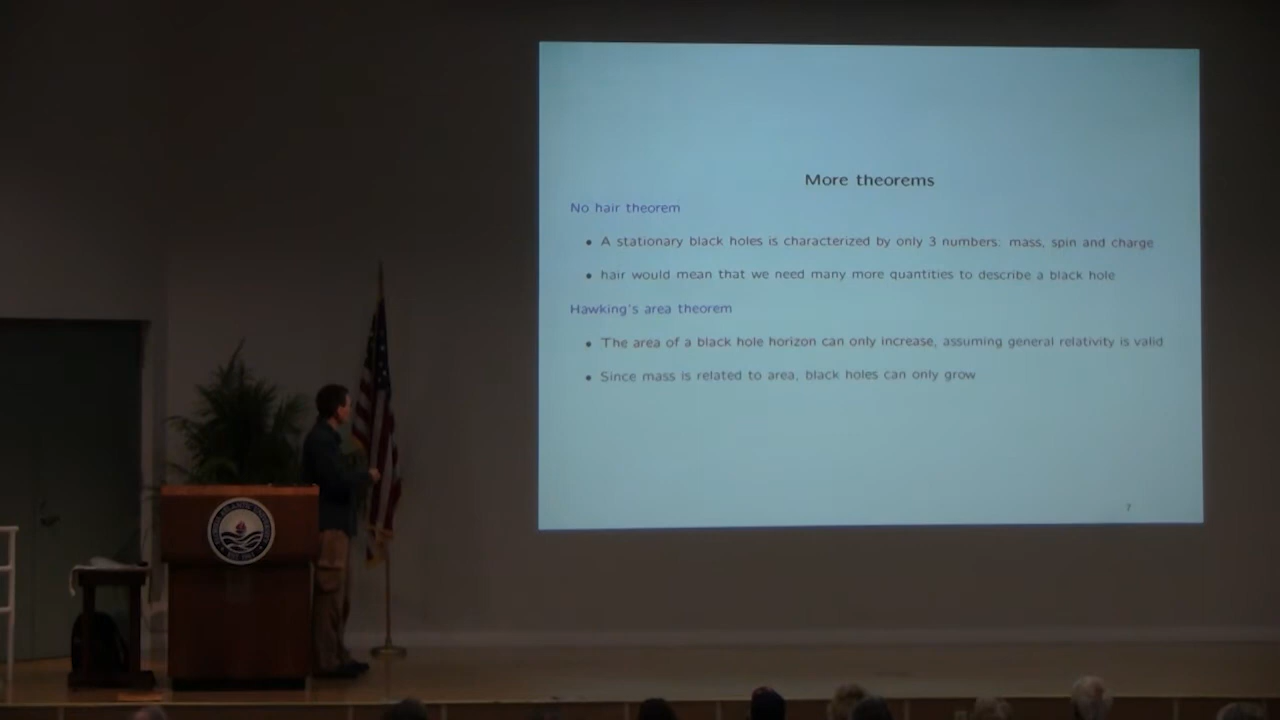 More theorems
No hair theorem
• A stationary black holes is characterized by only 3 numbers: mass, spin and charge
• hair would mean that we need many more quantities to describe a black hole
Hawking's area theorem
• The area of a black hole horizon can only increase, assuming general relativity is valid
• Since mass is related to area, black holes can only grow
7